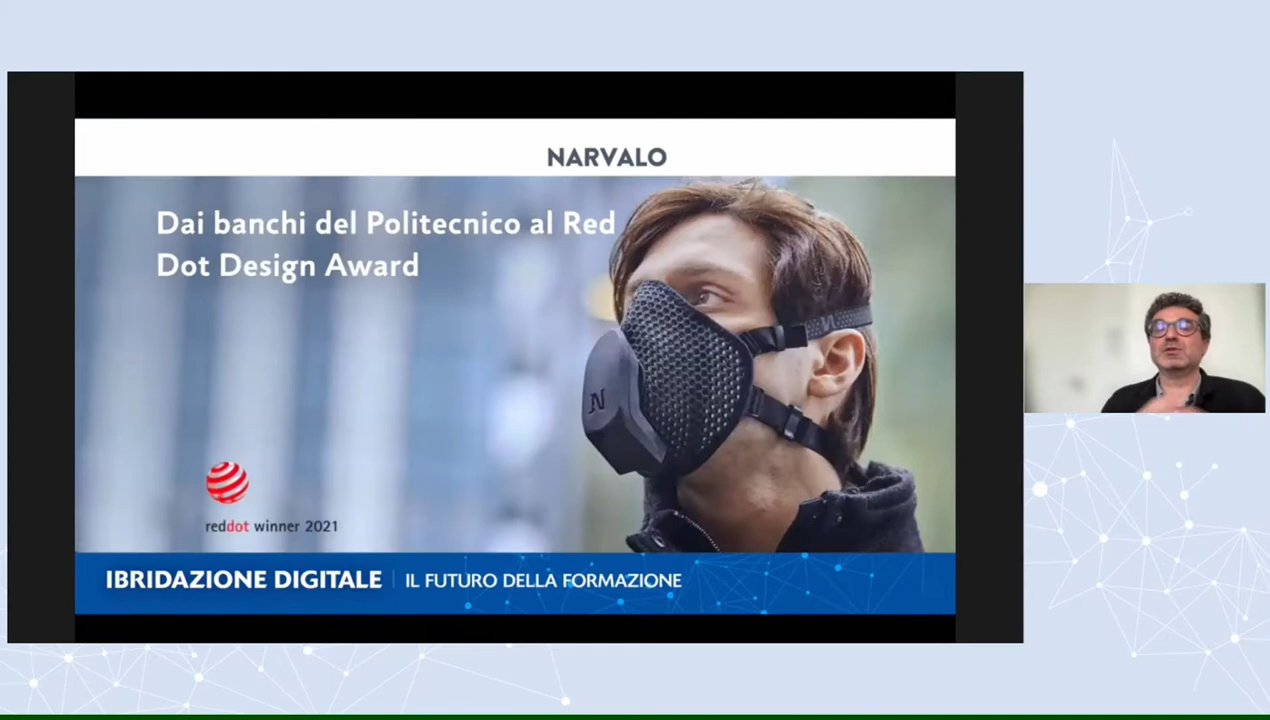 NARVALO
Dai banchi del Politecnico al Red
Dot Design Award
N
reddot winner 2021
IBRIDAZIONE DIGITALE | IL FUTURO DELLA FORMAZIONE